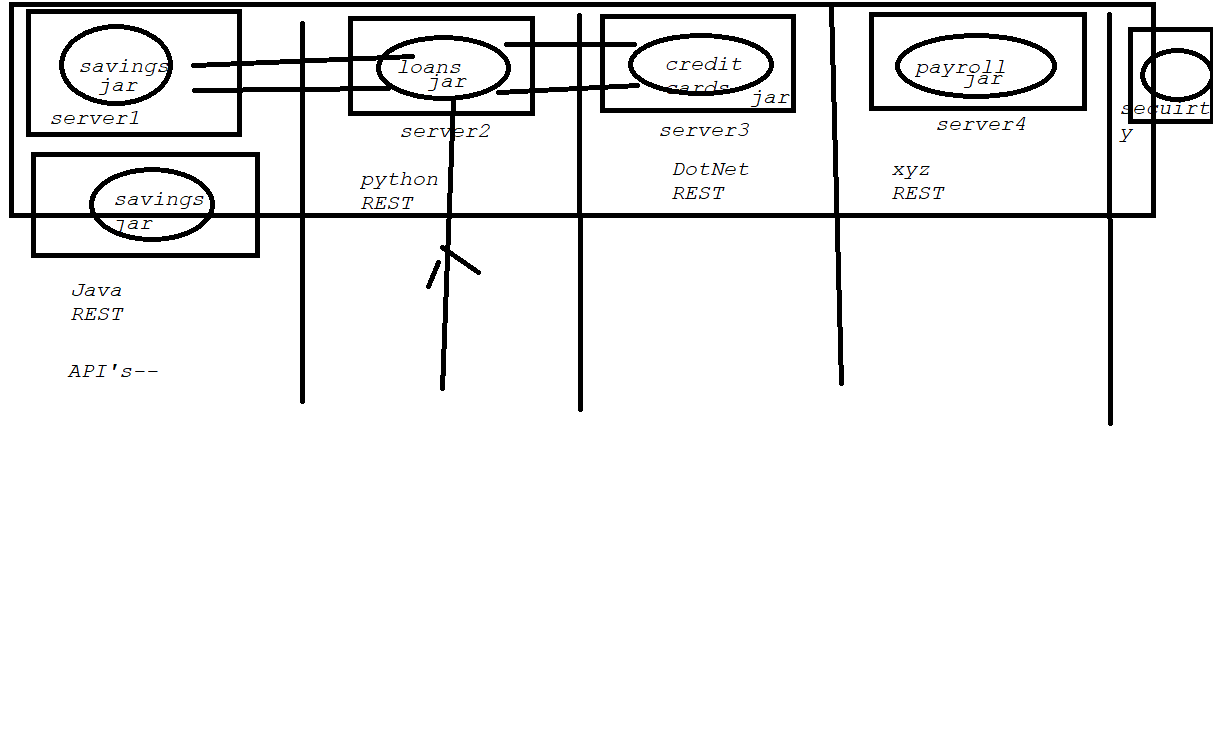 savings
jar
server1
savings
jar
Java
REST
API's--
loans
jar
server2
python
REST
credit
cards
jar
server3
DotNet
REST
payroll
jar
server4
xyz
REST
secuirt
y